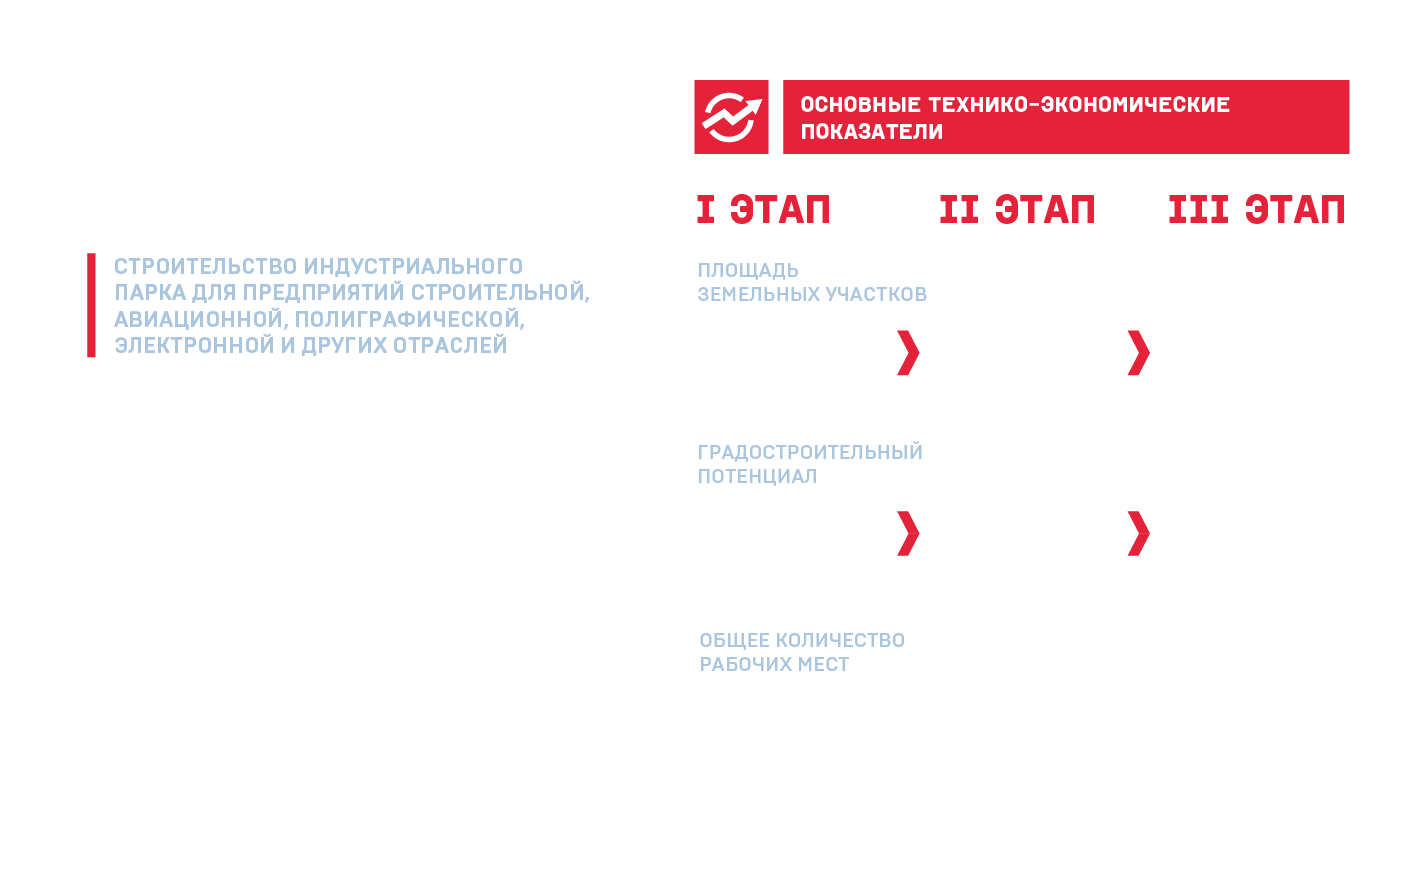 СТРОИТЕЛЬСТВО ИНДУСТРИАЛЬНОГО
ПАРКА ДЛЯ ПРЕДПРИЯТИЙ СТРОИТЕЛЬНОЙ,
АВИАЦИОННОЙ, ПОЛИГРАФИЧЕСКОЙ,
ЭЛЕКТРОННОЙ И ДРУГИХ ОТРАСЛЕЙ
ОСНОВНЫЕ ТЕХНИКО-ЭКОНОМИЧЕСКИЕ
ПОКАЗАТЕЛИ
I ЭТАП II ЭТАП III ЭТАП
ПЛОЩАДЬ
ЗЕМЕЛЬНЫХ УЧАСТКОВ
ГРАДОСТРОИТЕЛЬНЫЙ
ПОТЕНЦИАЛ
ОБЩЕЕ КОЛИЧЕСТВО
РАБОЧИХ МЕСТ